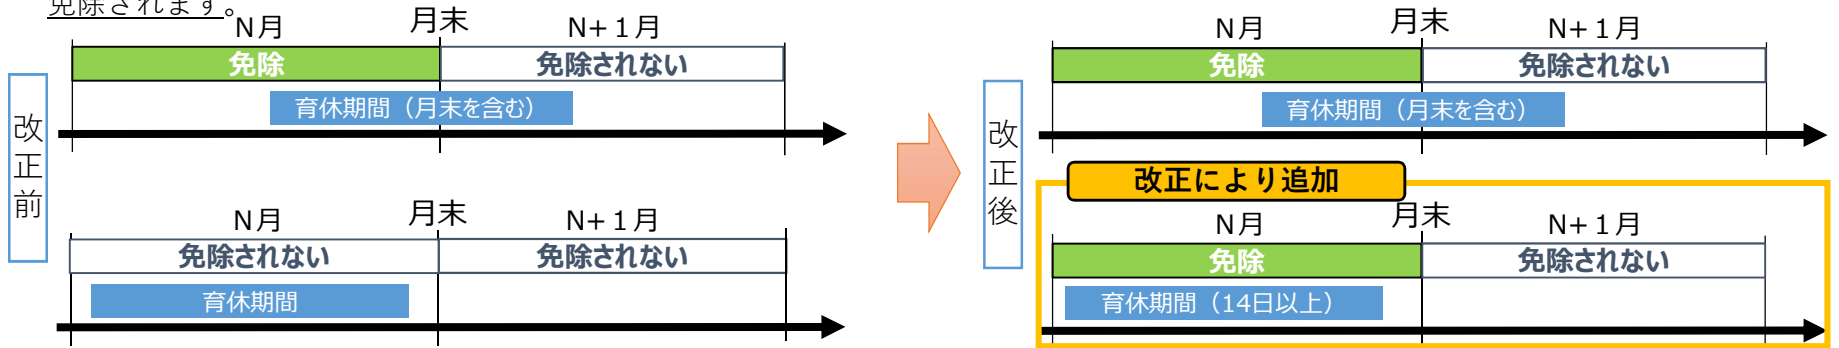 免除されます。
改正前
N月
月末
N+１月
免除
免除されない
育休期間（月末を含む）
N月
月末
N+１月
免除されない
免除されない
育休期間
改正後
N月
月末
N+１月
免除
免除されない
育休期間（月末を含む）
改正により追加
N月
月末
N+１月
免除
免除されない
育休期間（14日以上）